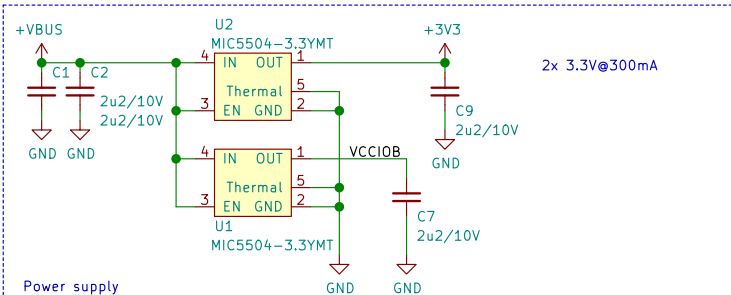 U2
+VBUS
MIC5504-3.3YMT
+3V3
4 IN OUT 1
C1 C2
2x 3.3V@300mA
Thermal 5
2u2/10V
3 EN GND 2
C9
2u2/10V
2u2/10V
GND GND
GND
4 IN OUT 1
VCCIOB
Thermal 5
3 EN GND 2
C7
U1
2u2/10V
MIC5504-3.3YMT
Power supply
GND
GND